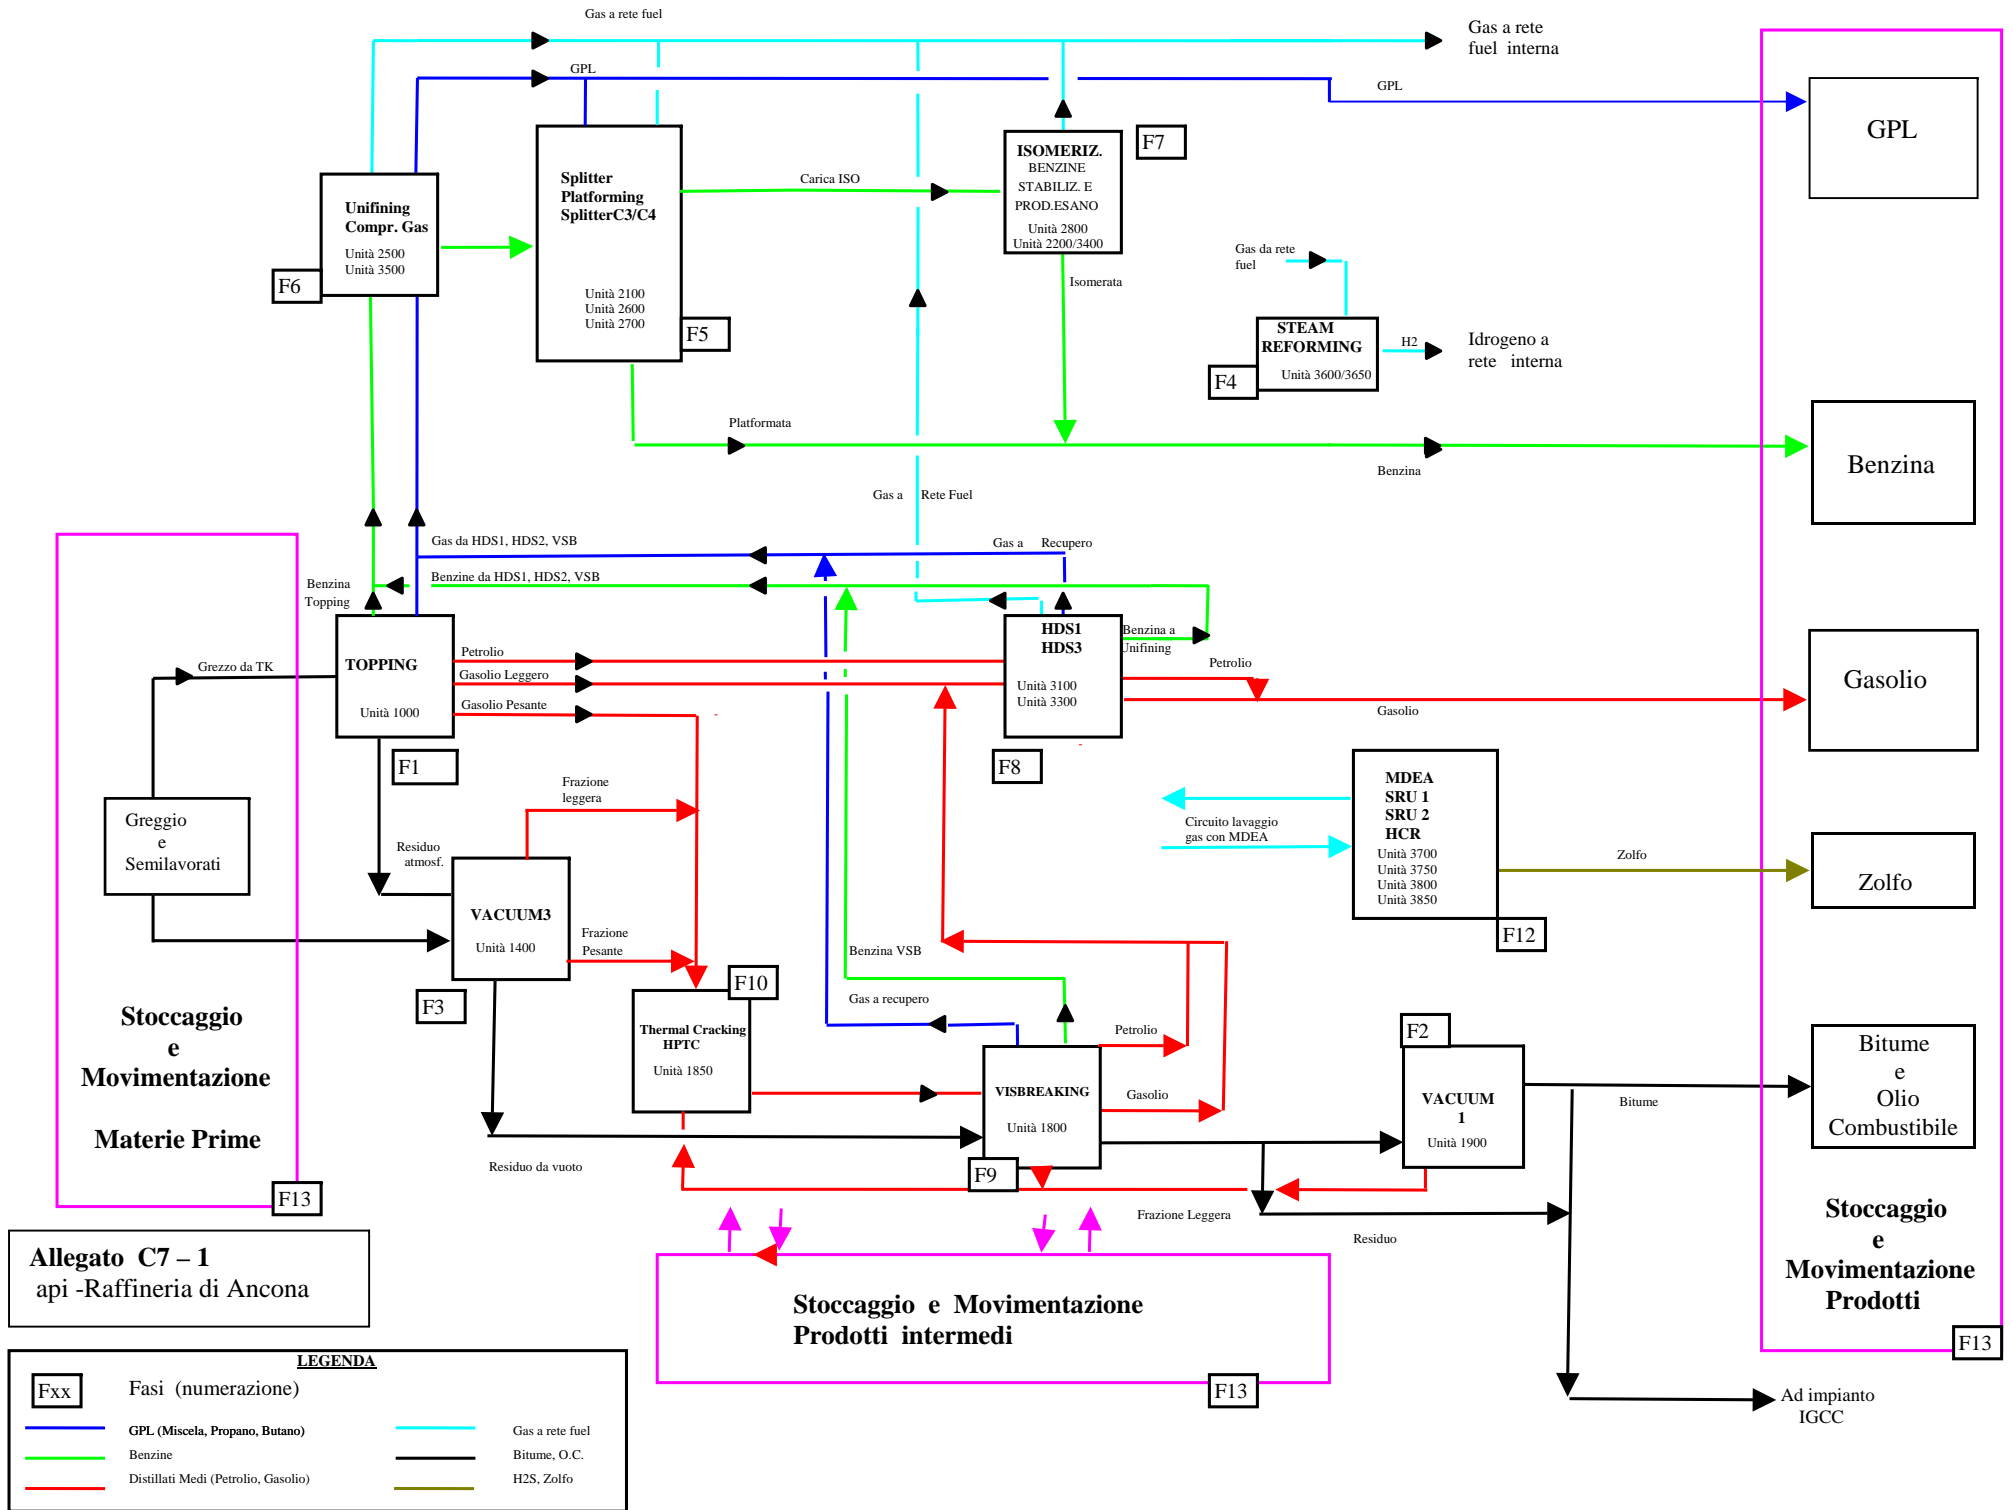 Gas a rete fuel
Gas a rete
fuel interna
GPL
GPL
GPL
F7
ISOMERIZ.
BENZINE
STABILIZ. E
PROD.ESANO
Unità 2800
Unità 2200/3400
Splitter
Platforming
SplitterC3/C4
Unità 2100
Unità 2600
Unità 2700
F5
Carica ISO
Unifining
Compr. Gas
Unità 2500
Unità 3500
F6
Isomerata
Gas da rete
fuel
STEAM
REFORMING
Unità 3600/3650
F4
H2
Idrogeno a
rete interna
Platformata
Benzina
Benzina
Gas a Rete Fuel
Gas da HDS1, HDS2, VSB
Gas a Recupero
Benzine da HDS1, HDS2, VSB
Benzina
Topping
TOPPING
Unità 1000
F1
Grezzo da TK
Petrolio
Gasolio Leggero
Gasolio Pesante
HDS1
HDS3
Unità 3100
Unità 3300
F8
Benzina a
Unifining
Petrolio
Gasolio
Gasolio
Greggio
e
Semilavorati
Residuo
atmosf.
Frazione
leggera
VACUUM3
Unità 1400
F3
Frazione
Pesante
MDEA
SRU 1
SRU 2
HCR
Unità 3700
Unità 3750
Unità 3800
Unità 3850
F12
Circuito lavaggio
gas con MDEA
Zolfo
Zolfo
Benzina VSB
Gas a recupero
F10
Thermal Cracking
HPTC
Unità 1850
VISBREAKING
Unità 1800
F9
Petrolio
Gasolio
F2
VACUUM
1
Unità 1900
Bitume
Bitume
e
Olio
Combustibile
Stoccaggio
e
Movimentazione
Materie Prime
F13
Residuo da vuoto
Frazione Leggera
Residuo
Stoccaggio
e
Movimentazione
Prodotti
F13
Allegato C7 – 1
api -Raffineria di Ancona
Stoccaggio e Movimentazione
Prodotti intermedi
F13
Ad impianto
IGCC
LEGENDA
Fxx
Fasi (numerazione)
GPL (Miscela, Propano, Butano)
Gas a rete fuel
Benzine
Bitume, O.C.
Distillati Medi (Petrolio, Gasolio)
H2S, Zolfo